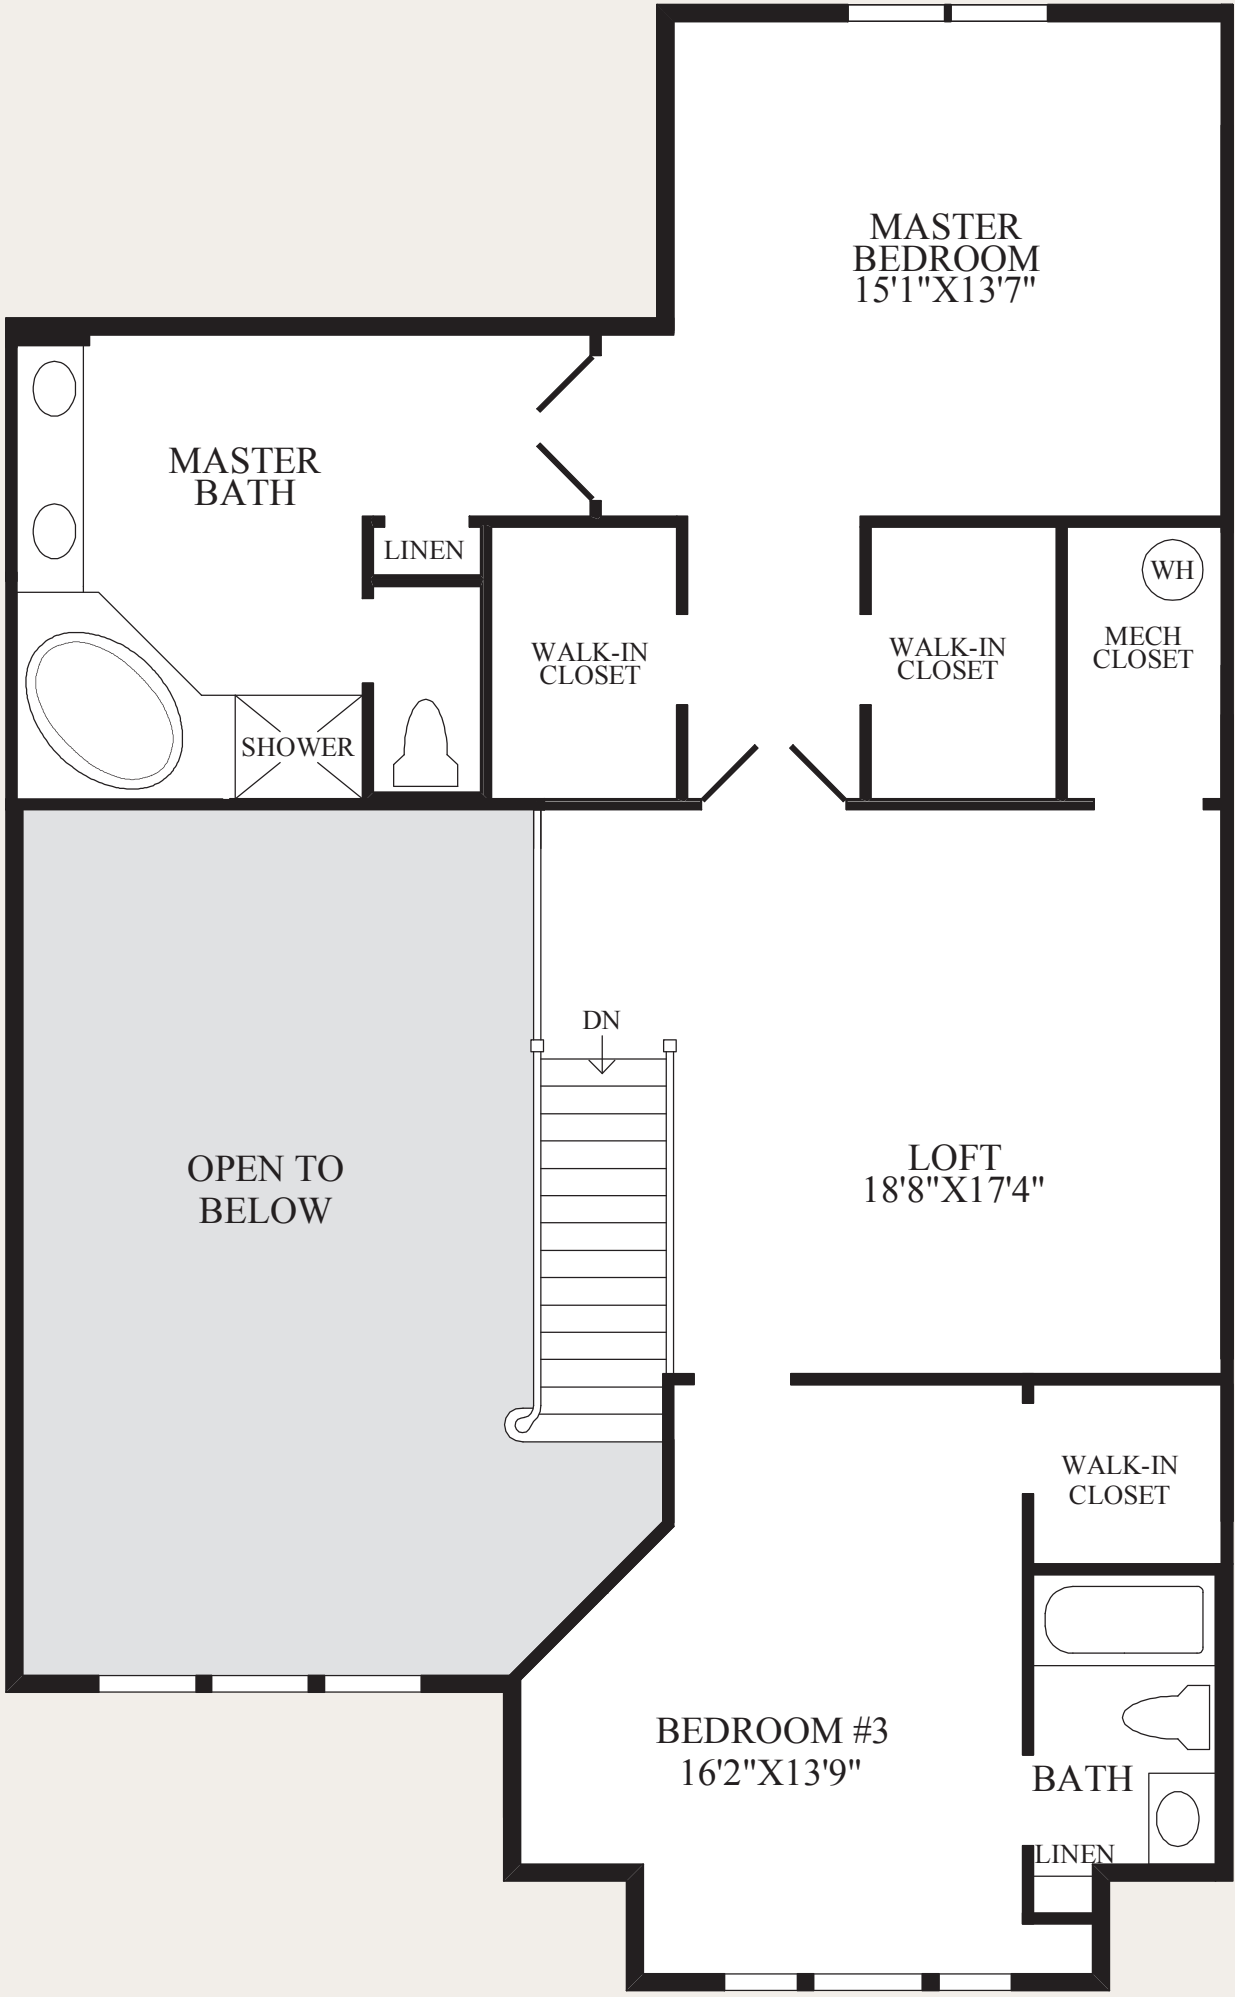 MASTER
BEDROOM
15'1"X13'7"
MASTER
BATH
LINEN
WH
WALK-IN
CLOSET
WALK-IN
CLOSET
MECH
CLOSET
SHOWER
DN
OPEN TO
BELOW
LOFT
18'8"X17'4"
WALK-IN
CLOSET
BEDROOM #3
16'2"X13'9"
BATH
LINEN